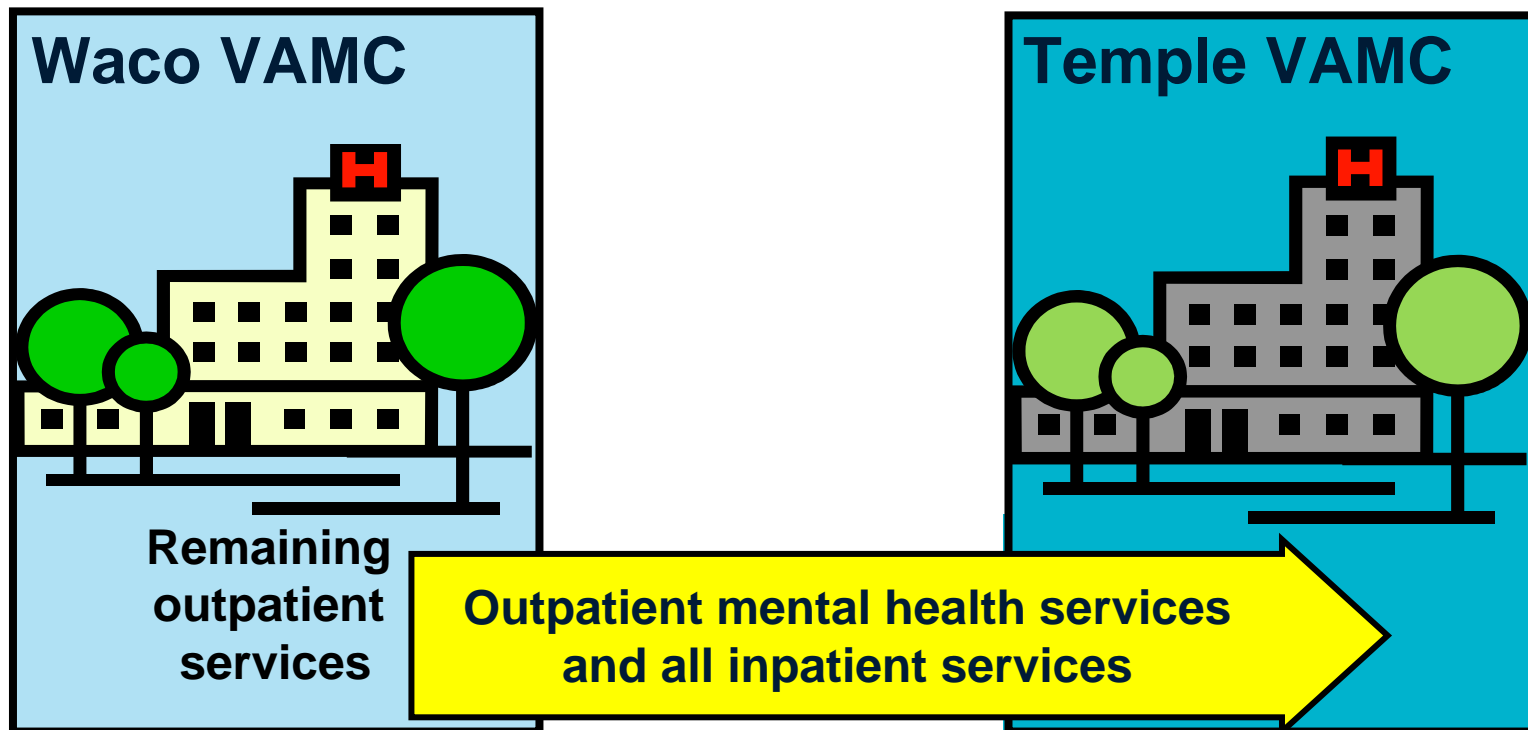 Waco VAMC
Temple VAMC
H
H
Remaining
outpatient
services
Outpatient mental health services
and all inpatient services